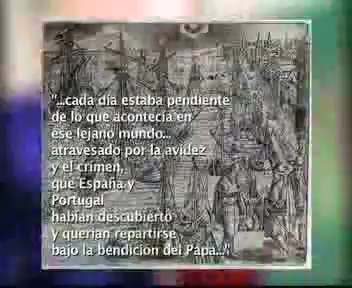 "...cada día estaba pendiente
de lo que acontecía en
ese lejano mundo...
atravesado por la avidez
y el crimen,
que España y
Portugal
habían descubierto
y querían repartirse
bajo la bendición del Papa..."